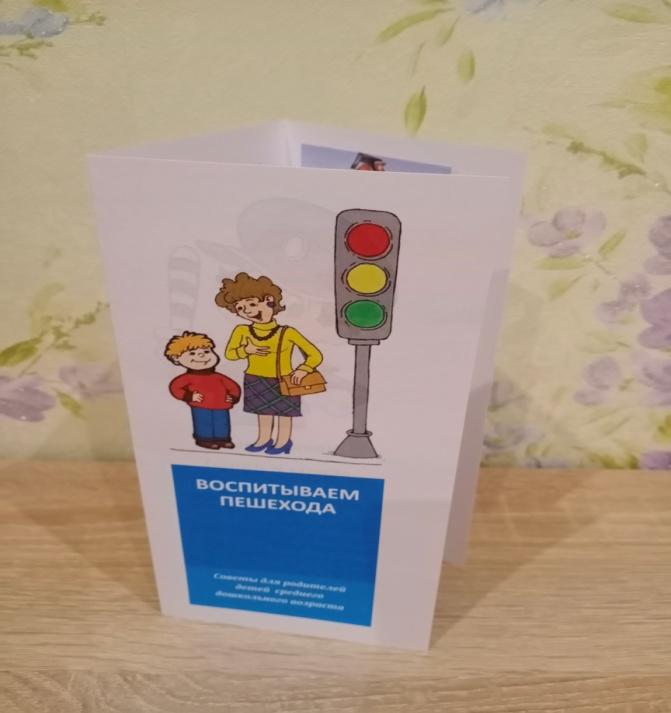 ВОСПИТЫВАЕМ
ПЕШЕХОДА
Советы для родителей
детей среднего
дошкольного возраста